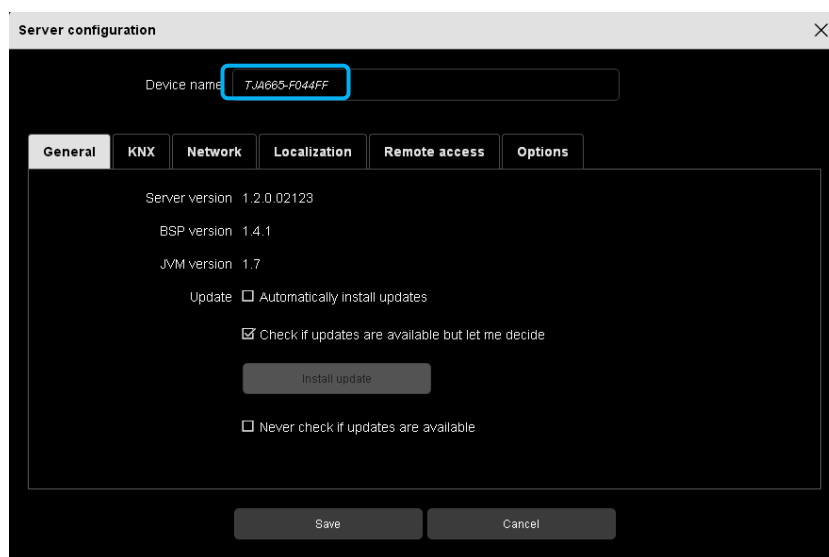 Server configuration
Device name TJA665-F044FF
General KNX Network Localization Remote access Options
Server version 1.2.0.02123
BSP version 1.4.1
JVM version 1.7
Update Automatically install updates
Check if updates are available but let me decide
Install update
Never check if updates are available
Save Cancel